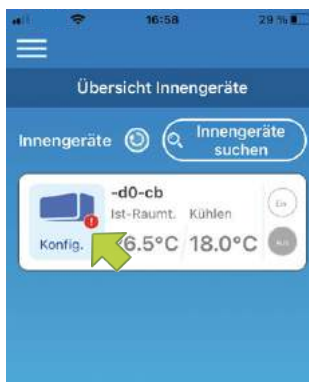 16:58 29 %
Übersicht Innengeräte
Innengeräte
Innengeräte
suchen
-d0-cb
Ist-Raumt. Kühlen
Ein
Konfig.
6.5°C 18.0°C
Aus